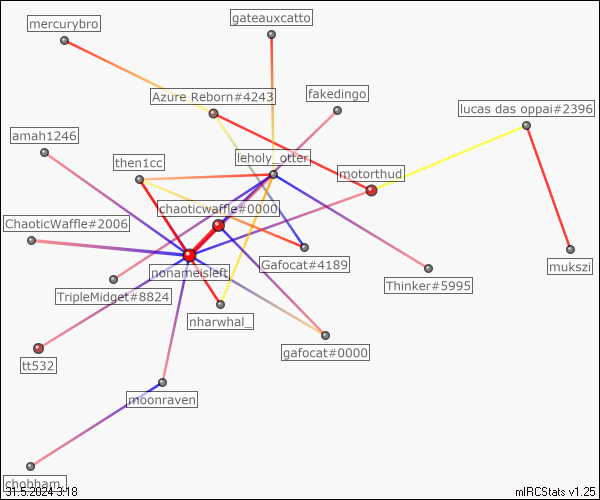 mercurybro
gateauxcatto
Azure Reborn#4243
fakedingo
lucas das oppai#2396
amah1246
then1cc
leholy_otter
motorthud
chaoticwaffle#0000
ChaoticWaffle#2006
nonameisleft
Gafocat#4189
mukszi
TripleMidget#8824
Thinker#5995
nharwhal_
gafocat#0000
tt532
moonraven
chobham_
31.5.2024 3:18
mIRCStats v1.25